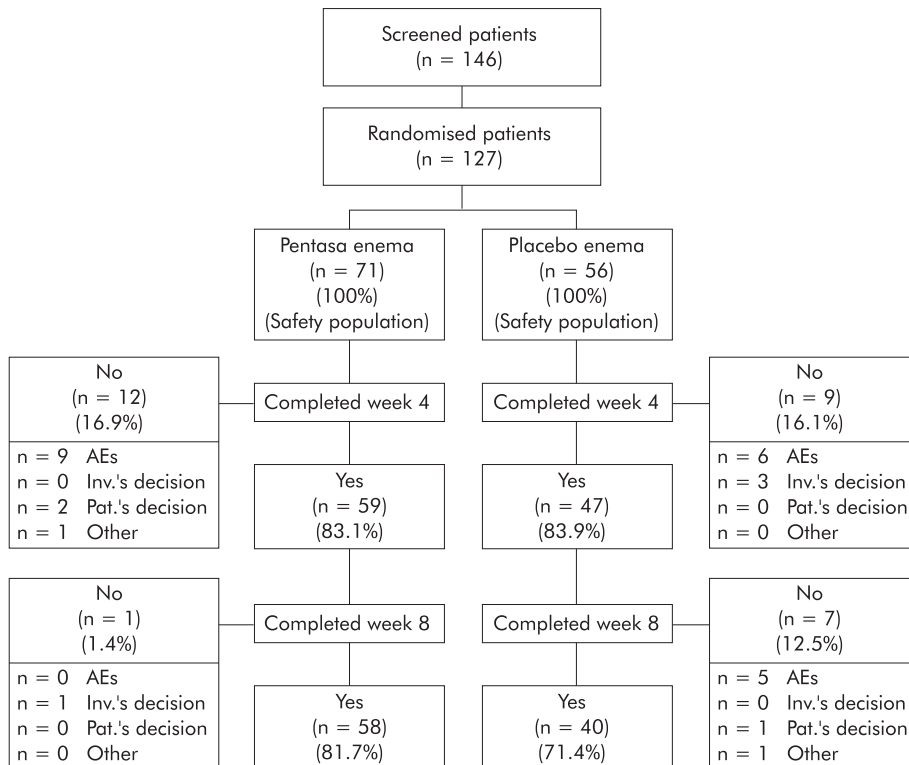 Screened patients
(n = 146)
Randomised patients
(n = 127)
Pentasa enema
(n = 71)
(100%)
(Safety population)
Placebo enema
(n = 56)
(100%)
(Safety population)
No
(n = 12)
(16.9%)
n = 9 AEs
n = 0 Inv.'s decision
n = 2 Pat.'s decision
n = 1 Other
Completed week 4
Completed week 4
No
(n = 9)
(16.1%)
n = 6 AEs
n = 3 Inv.'s decision
n = 0 Pat.'s decision
n = 0 Other
Yes
(n = 59)
(83.1%)
Yes
(n = 47)
(83.9%)
No
(n = 1)
(1.4%)
n = 0 AEs
n = 1 Inv.'s decision
n = 0 Pat.'s decision
n = 0 Other
Completed week 8
Completed week 8
No
(n = 7)
(12.5%)
n = 5 AEs
n = 0 Inv.'s decision
n = 1 Pat.'s decision
n = 1 Other
Yes
(n = 58)
(81.7%)
Yes
(n = 40)
(71.4%)